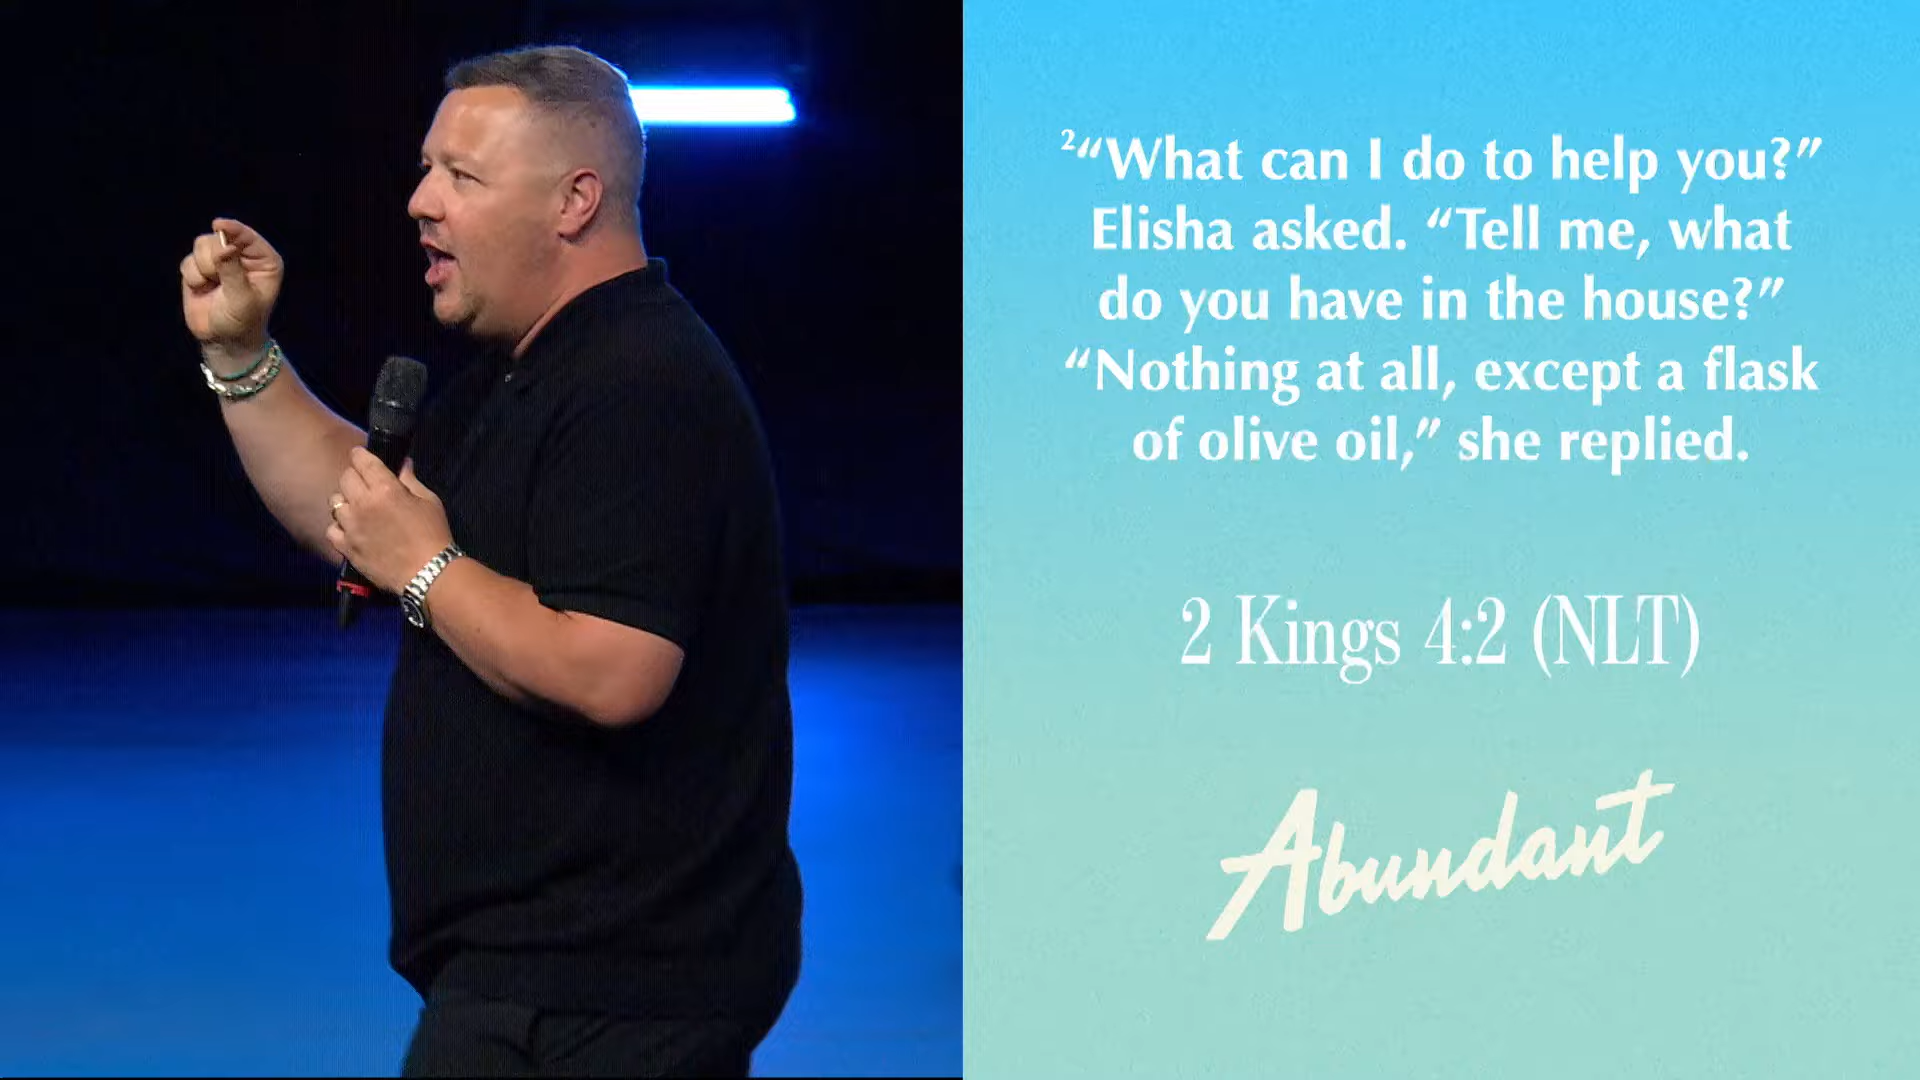 ²“What can I do to help you?”
Elisha asked. “Tell me, what
do you have in the house?”
“Nothing at all, except a flask
of olive oil,” she replied.
2 Kings 4:2 (NLT)
Abundant